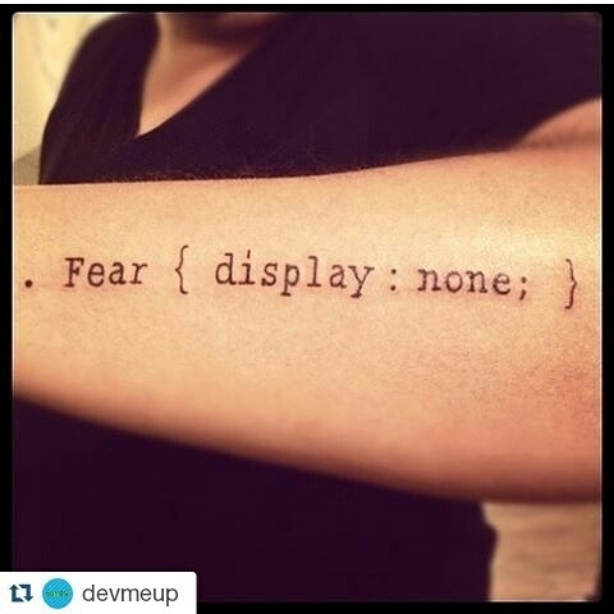 . Fear { display : none; }
devmeup